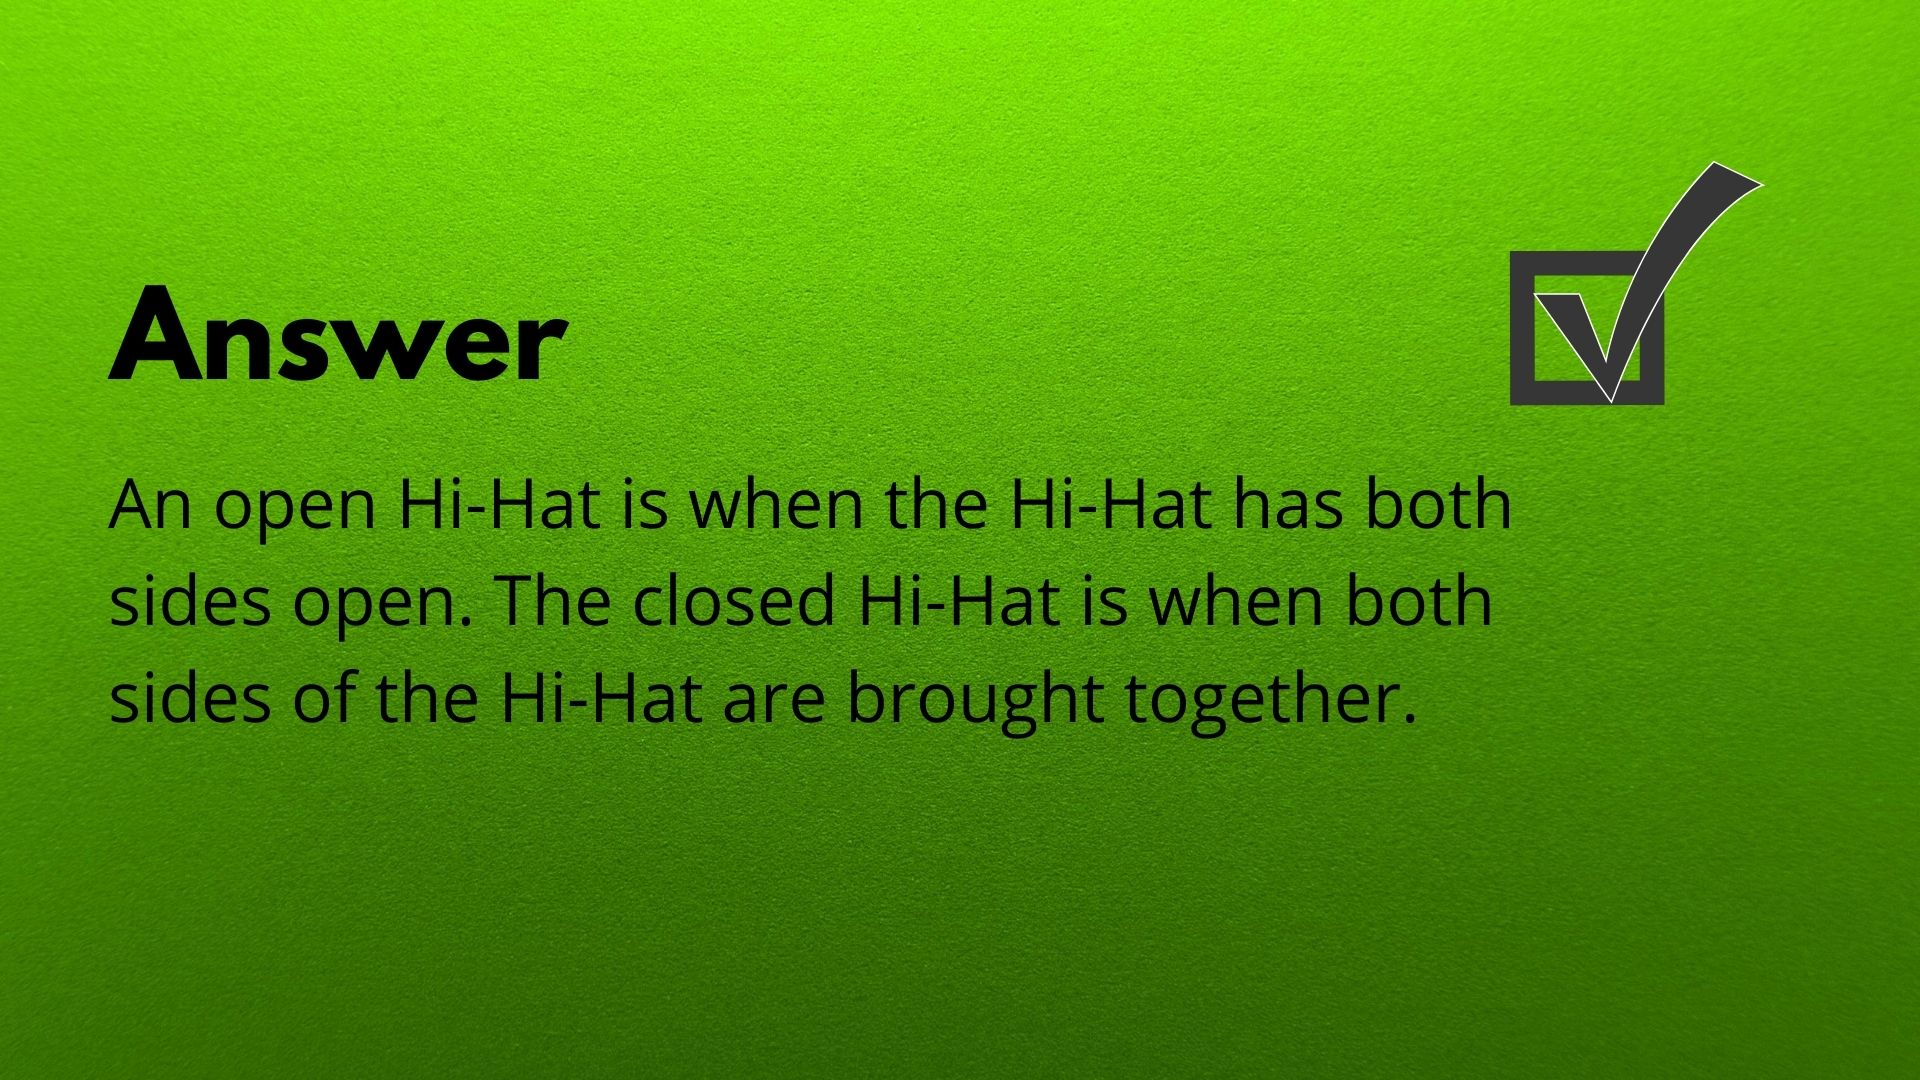 Answer
An open Hi-Hat is when the Hi-Hat has both
sides open. The closed Hi-Hat is when both
sides of the Hi-Hat are brought together.